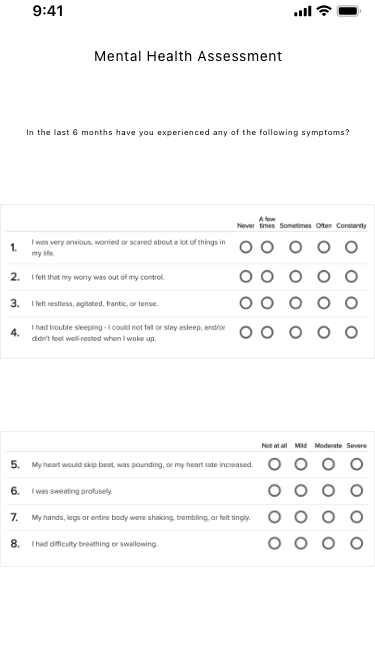 9:41
Mental Health Assessment
In the last 6 months have you experienced any of the following symptoms?
A few
Never times Sometimes Often Constantly
1. I was very anxious, worried or scared about a lot of things in
my life.
2. I felt that my worry was out of my control.
3. I felt restless, agitated, frantic, or tense.
4. I had trouble sleeping - I could not fall or stay asleep, and/or
didn't feel well-rested when I woke up.
Not at all Mild Moderate Severe
5. My heart would skip beat, was pounding, or my heart rate increased.
6. I was sweating profusely.
7. My hands, legs or entire body were shaking, trembling, or felt tingly.
8. I had difficulty breathing or swallowing.